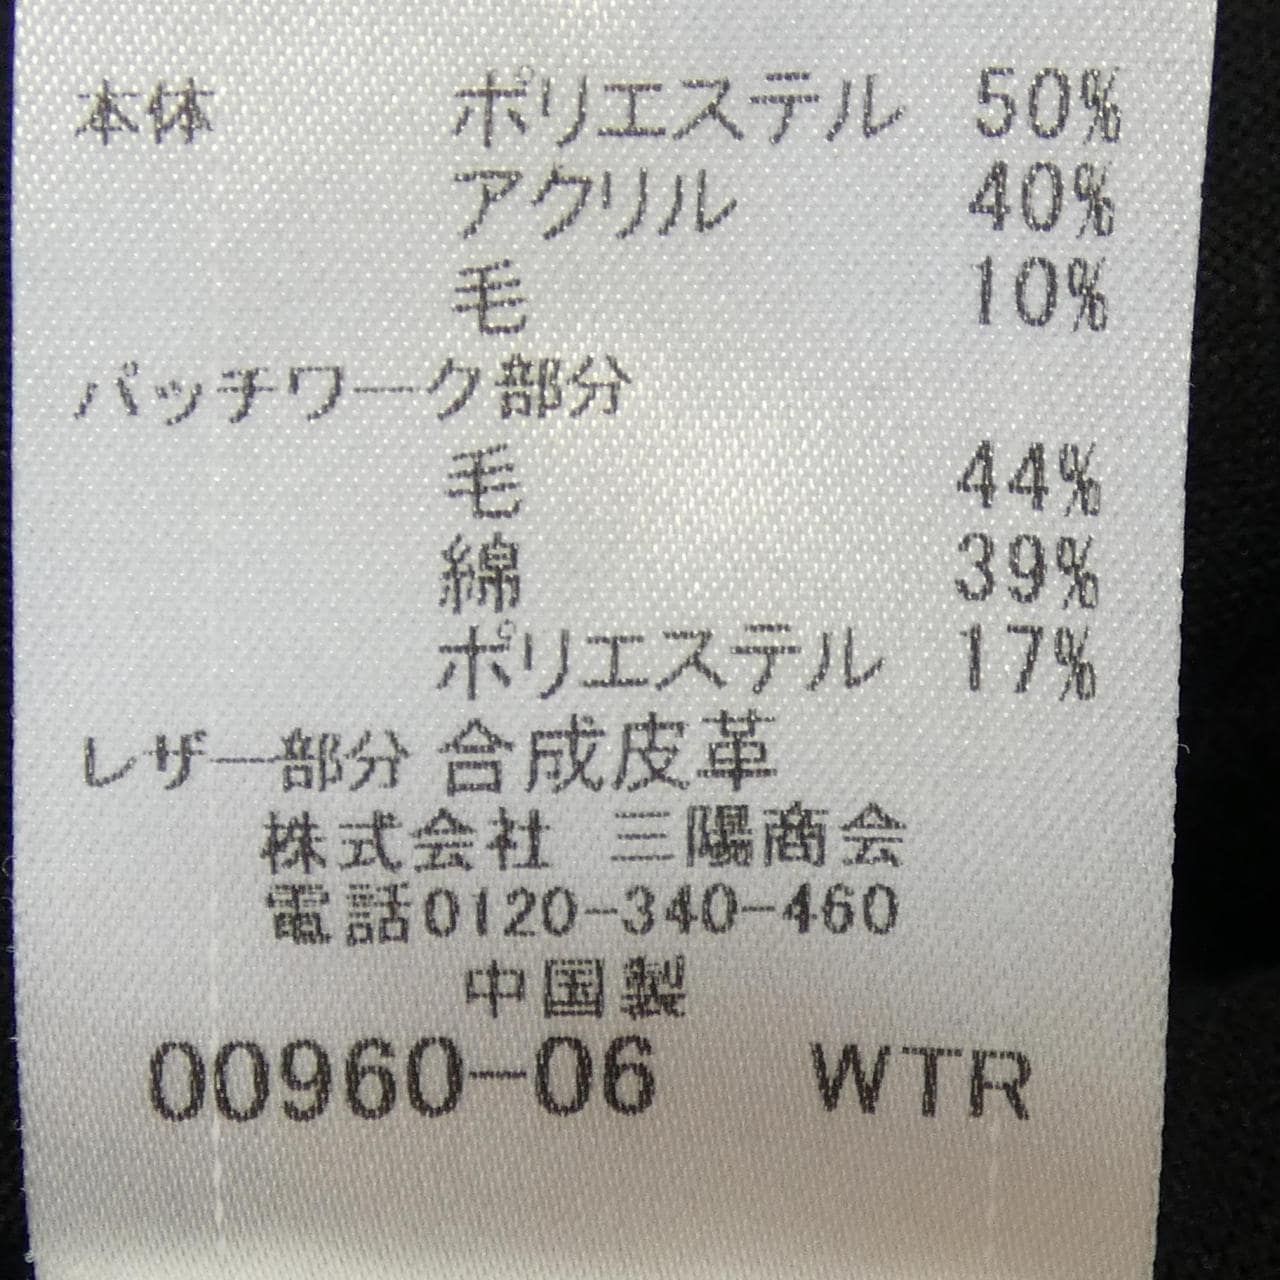 本体 ポリエステル 50%
アクリル 40%
毛 10%
パッチワーク部分
毛 44%
綿 39%
ポリエステル 17%
レザー部分 合成皮革
株式会社 三陽商会
電話0120-340-460
中国製
00960-06 WTR